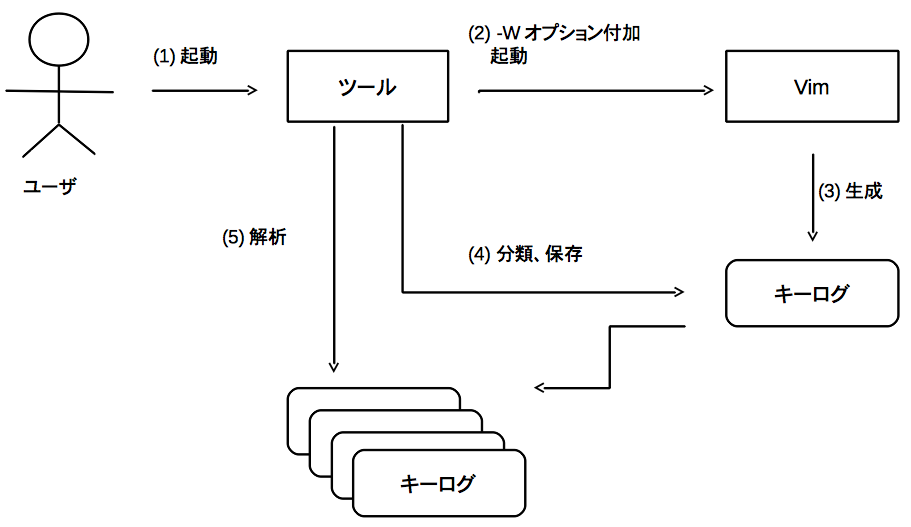 (1) 起動
ツール
(2) -W オプション付加
起動
Vim
ユーザ
(3) 生成
(5) 解析
(4) 分類、保存
キーログ
キーログ